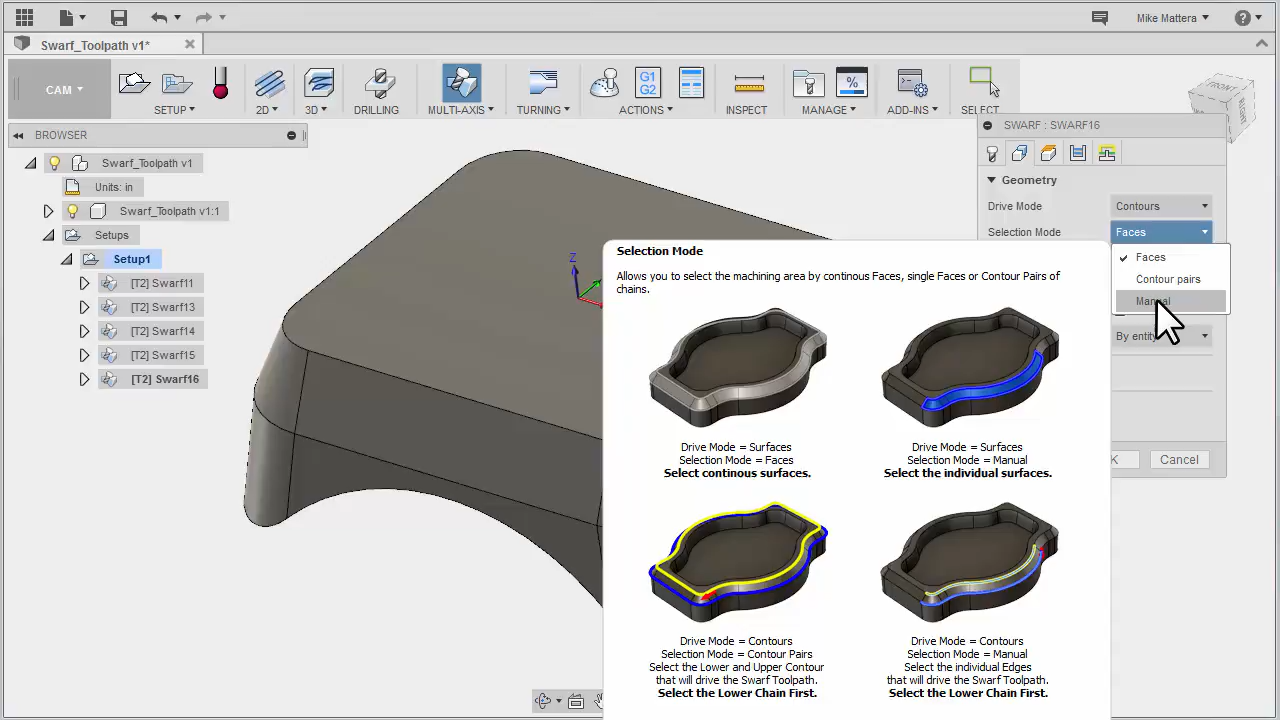 Mike Mattera
Swarf_Toolpath v1*
CAM
SETUP
2D
3D
DRILLING
MULTI-AXIS
TURNING
G1
G2
ACTIONS
INSPECT
%
MANAGE
ADD-INS
SELECT
FRONT
BROWSER
Swarf_Toolpath v1
Units: in
Swarf_Toolpath v1:1
Setups
Setup1
[T2] Swarf11
[T2] Swarf13
[T2] Swarf14
[T2] Swarf15
[T2] Swarf16
Z
SWARF : SWARF16
Geometry
Drive Mode
Contours
Selection Mode
Faces
Faces
Contour pairs
Manual
By entity
Cancel
Selection Mode
Allows you to select the machining area by continous Faces, single Faces or Contour Pairs of
chains.
Drive Mode = Surfaces
Selection Mode = Faces
Select continous surfaces.
Drive Mode = Surfaces
Selection Mode = Manual
Select the individual surfaces.
Drive Mode = Contours
Selection Mode = Contour Pairs
Select the Lower and Upper Contour
that will drive the Swarf Toolpath.
Select the Lower Chain First.
Drive Mode = Contours
Selection Mode = Manual
Select the individual Edges
that will drive the Swarf Toolpath.
Select the Lower Chain First.